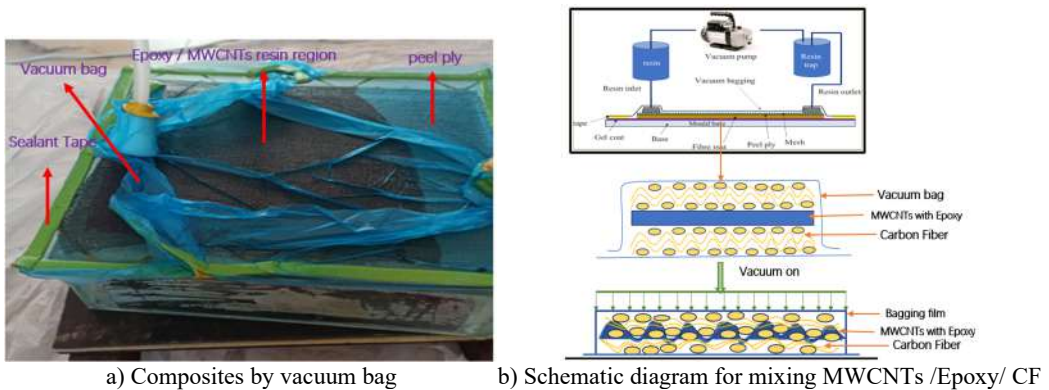 Epoxy / MWCNTs resin region
peel ply
Vacuum bag
Sealant Tape
resin
Vacuum pump
Resin trap
Vacuum bagging
Resin inlet
Resin outlet
tape
Gel coat
Base
Mould base
Peel ply
Mesh
Vacuum bag
MWCNTs with Epoxy
Carbon Fiber
Vacuum on
Bagging film
MWCNTs with Epoxy
Carbon Fiber
a) Composites by vacuum bag
b) Schematic diagram for mixing MWCNTs /Epoxy/ CF